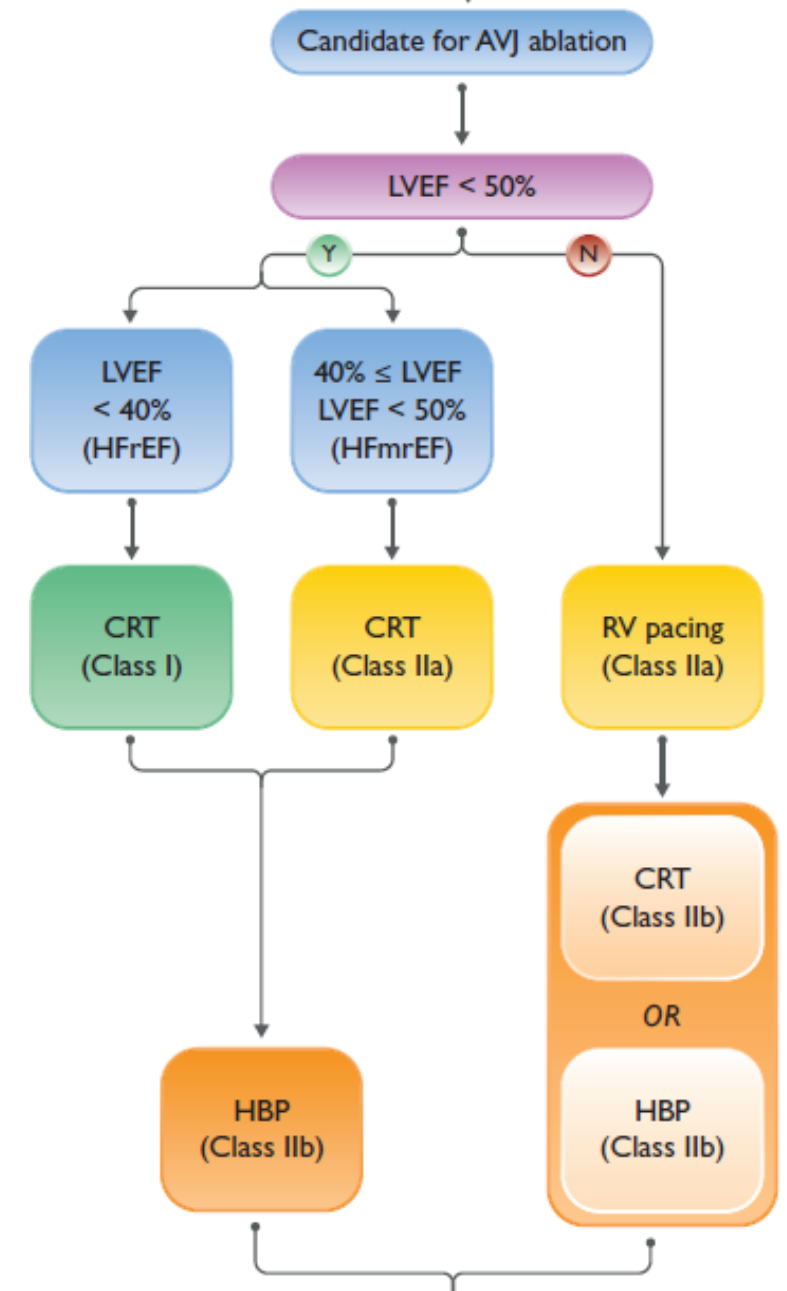 Candidate for AVJ ablation
LVEF < 50%
Y
N
LVEF
< 40%
(HFrEF)
40% ≤ LVEF
LVEF < 50%
(HFmrEF)
CRT
(Class I)
CRT
(Class IIa)
RV pacing
(Class IIa)
CRT
(Class IIb)
OR
HBP
(Class IIb)
HBP
(Class IIb)